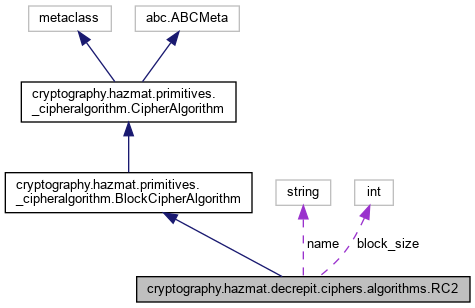 metaclass
abc.ABCMeta
cryptography.hazmat.primitives.
_cipheralgorithm.CipherAlgorithm
cryptography.hazmat.primitives.
_cipheralgorithm.BlockCipherAlgorithm
string
int
name
block_size
cryptography.hazmat.decrepit.ciphers.algorithms.RC2